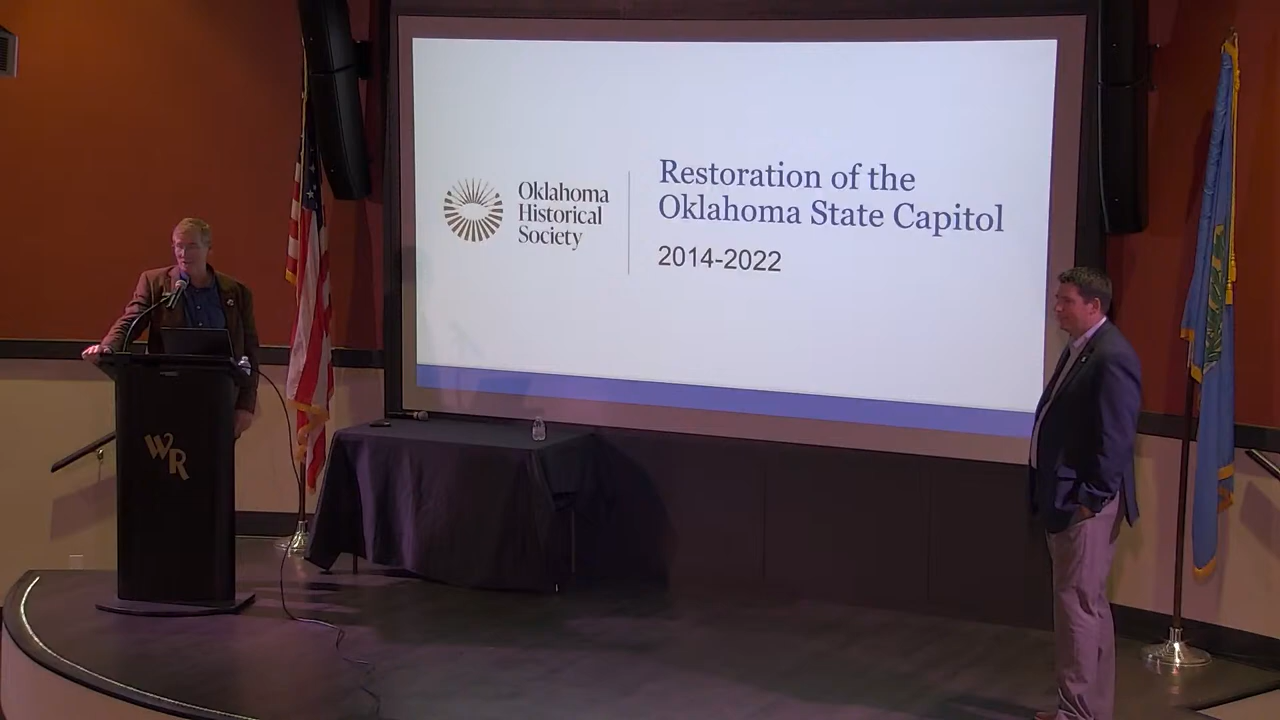 Oklahoma
Historical
Society
Restoration of the
Oklahoma State Capitol
2014-2022
WR